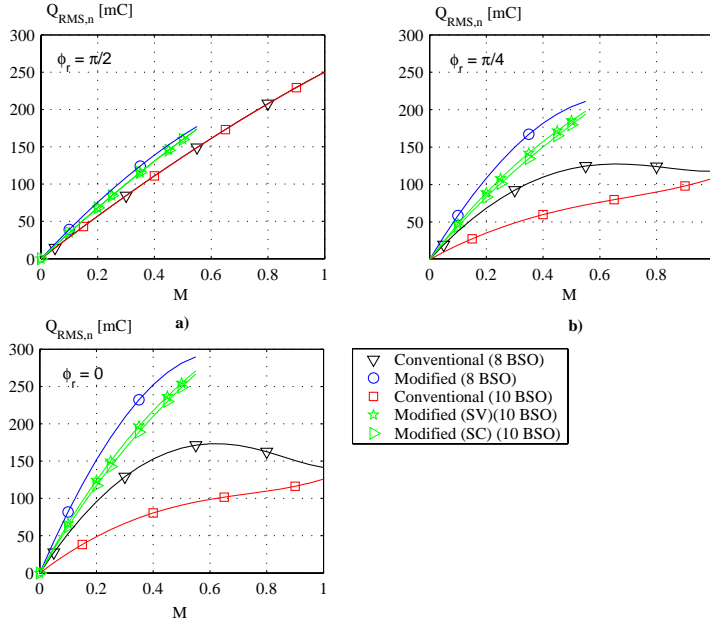 Q_RMS,n [mC]
Q_RMS,n [mC]
300
250
200
150
100
50
0
ϕ_r = π/2
0
0.2
0.4
0.6
0.8
1
M
a)
300
250
200
150
100
50
0
ϕ_r = π/4
0
0.2
0.4
0.6
0.8
1
M
b)
Q_RMS,n [mC]
300
250
200
150
100
50
0
ϕ_r = 0
0
0.2
0.4
0.6
0.8
1
M
Conventional (8 BSO)
Modified (8 BSO)
Conventional (10 BSO)
Modified (SV)(10 BSO)
Modified (SC) (10 BSO)